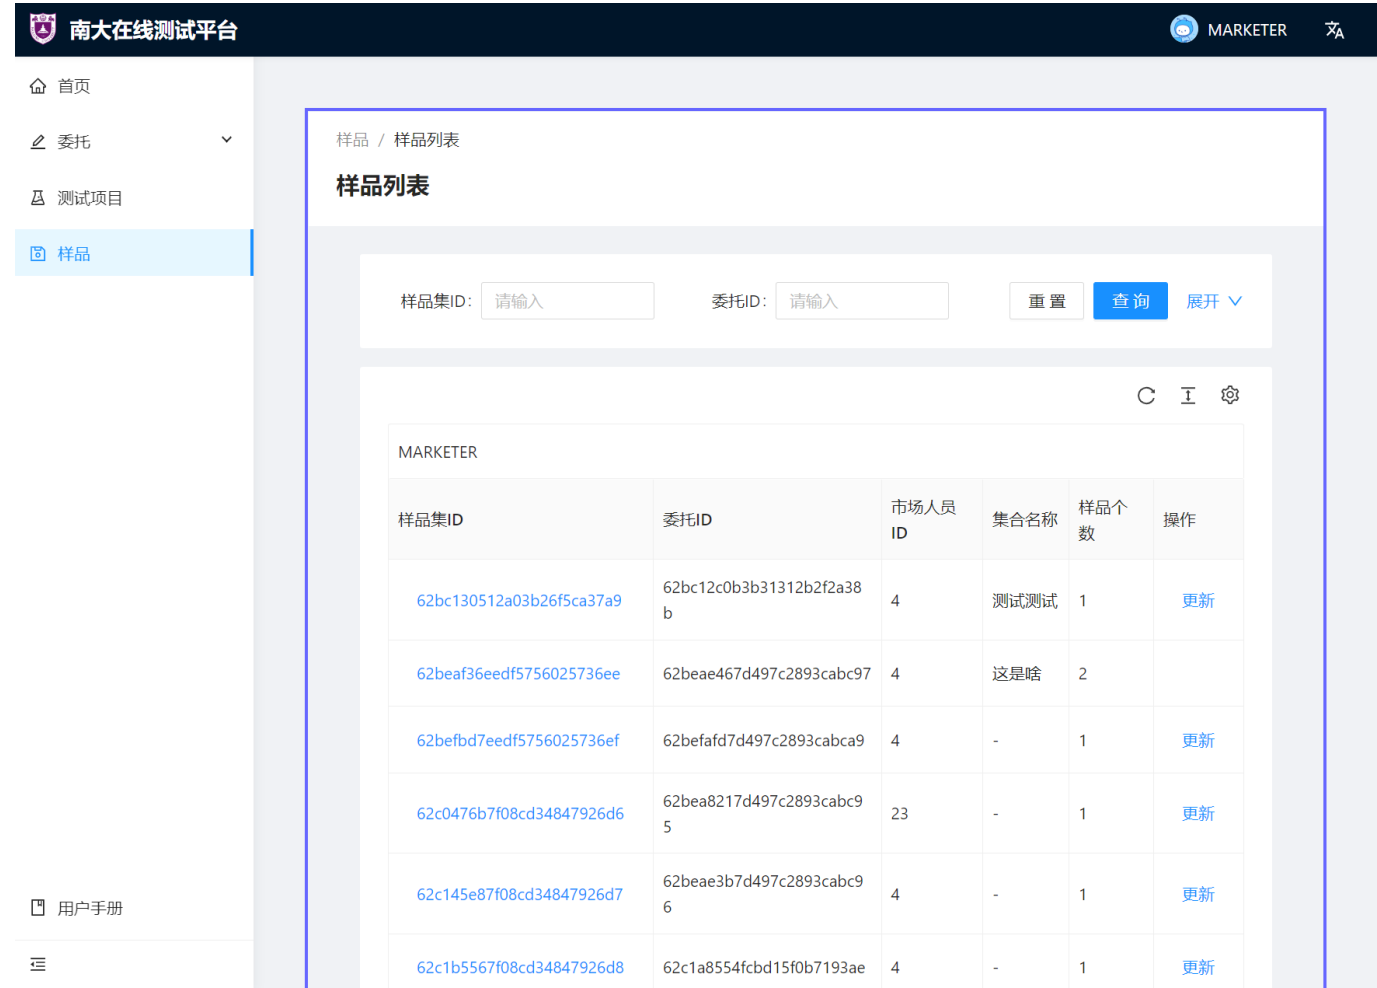 南大在线测试平台
MARKETER
首页
委托
测试项目
样品
用户手册
样品 / 样品列表
样品列表
样品集ID: 请输入 委托ID: 请输入 重置 查询 展开
MARKETER
样品集ID 委托ID 市场人员 集合名称 样品个 操作
ID 数
62bc130512a03b26f5ca37a9 62bc12c0b3b31312b2f2a38 4 测试测试 1 更新
b
62beaf36eedf5756025736ee 62beae467d497c2893cabc97 4 这是啥 2
62befbd7eedf5756025736ef 62befafd7d497c2893cabca9 4 - 1 更新
62c0476b7f08cd34847926d6 62bea8217d497c2893cabc9 23 - 1 更新
5
62c145e87f08cd34847926d7 62beae3b7d497c2893cabc9 4 - 1 更新
6
62c1b5567f08cd34847926d8 62c1a8554fcbd15f0b7193ae 4 - 1 更新